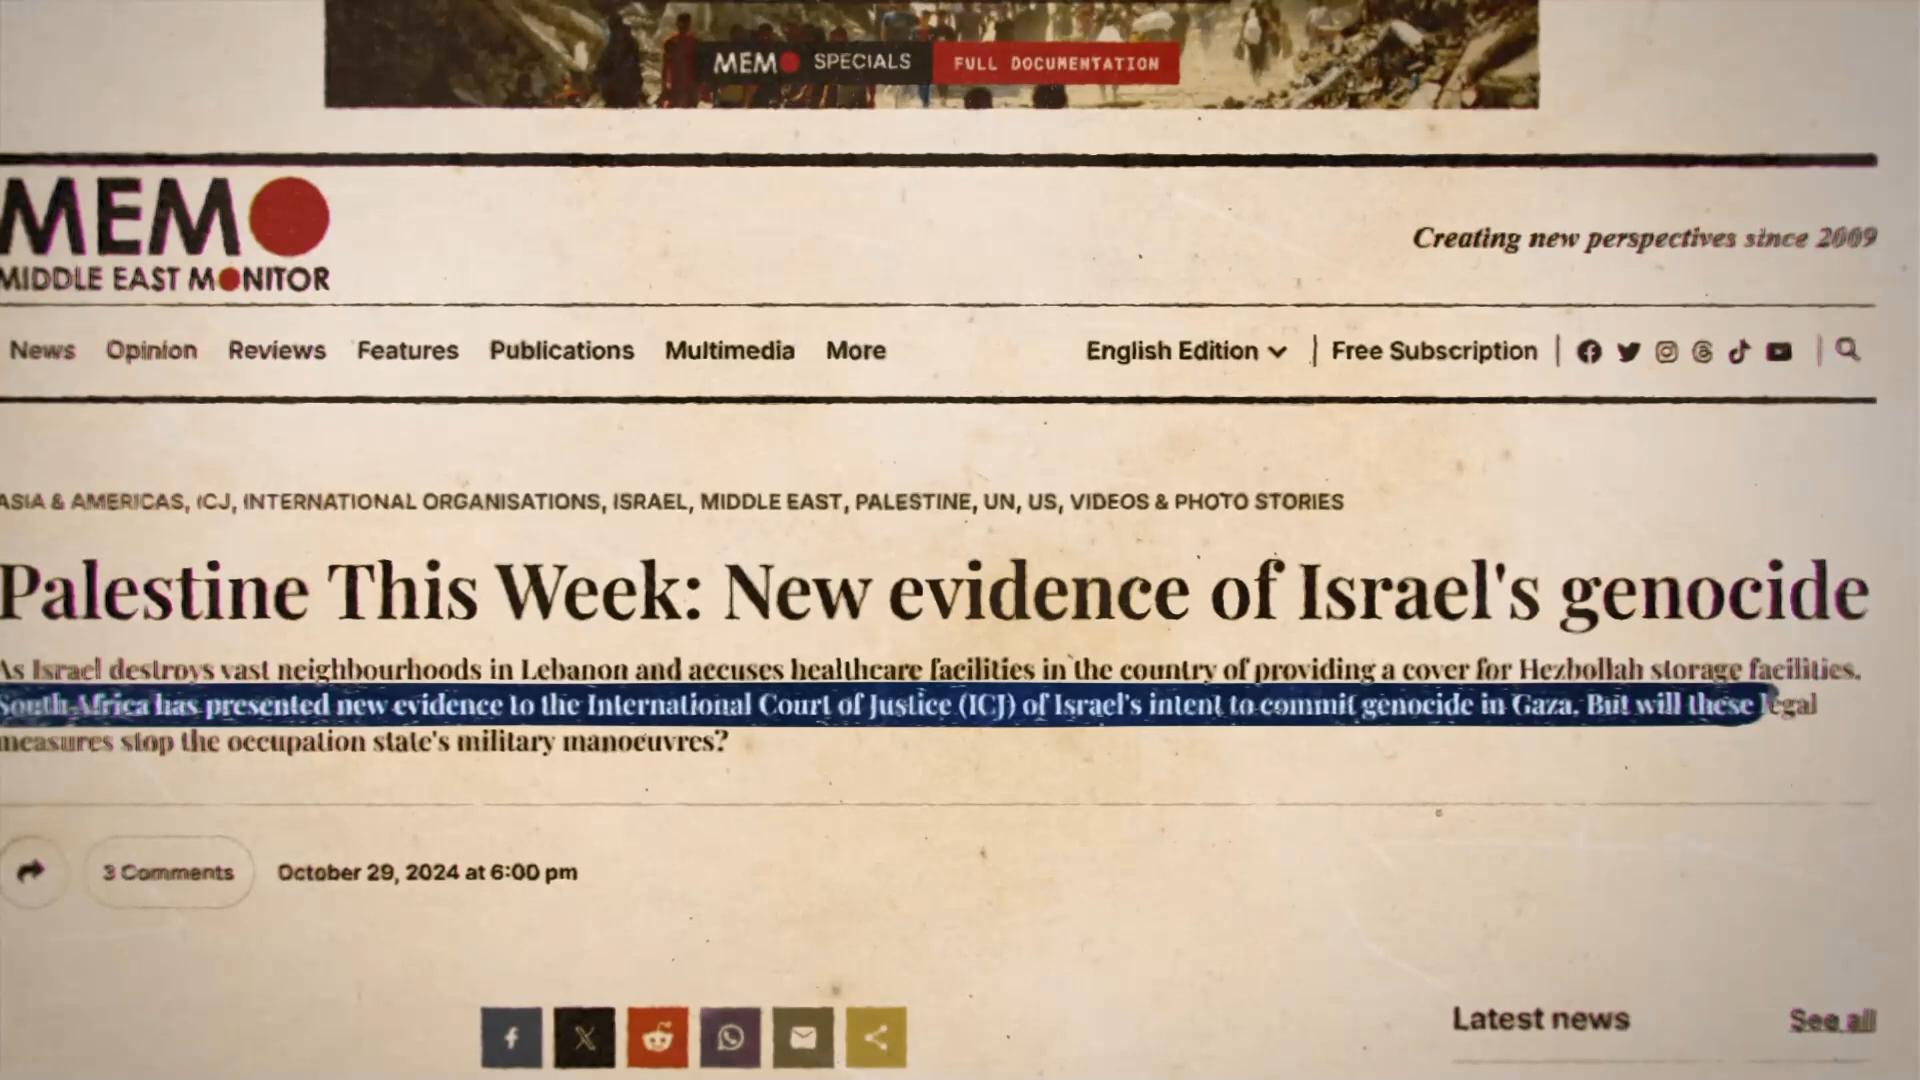 MEMO SPECIALS FULL DOCUMENTATION
MEMO
MIDDLE EAST MONITOR
Creating new perspectives since 2009
News Opinion Reviews Features Publications Multimedia More English Edition Free Subscription
ASIA & AMERICAS, ICJ, INTERNATIONAL ORGANISATIONS, ISRAEL, MIDDLE EAST, PALESTINE, UN, US, VIDEOS & PHOTO STORIES
Palestine This Week: New evidence of Israel's genocide
As Israel destroys vast neighbourhoods in Lebanon and accuses healthcare facilities in the country of providing a cover for Hezbollah storage facilities.
South Africa has presented new evidence to the International Court of Justice (ICJ) of Israel's intent to commit genocide in Gaza. But will these legal
measures stop the occupation state's military manoeuvres?
3 Comments October 29, 2024 at 6:00 pm
Latest news See all